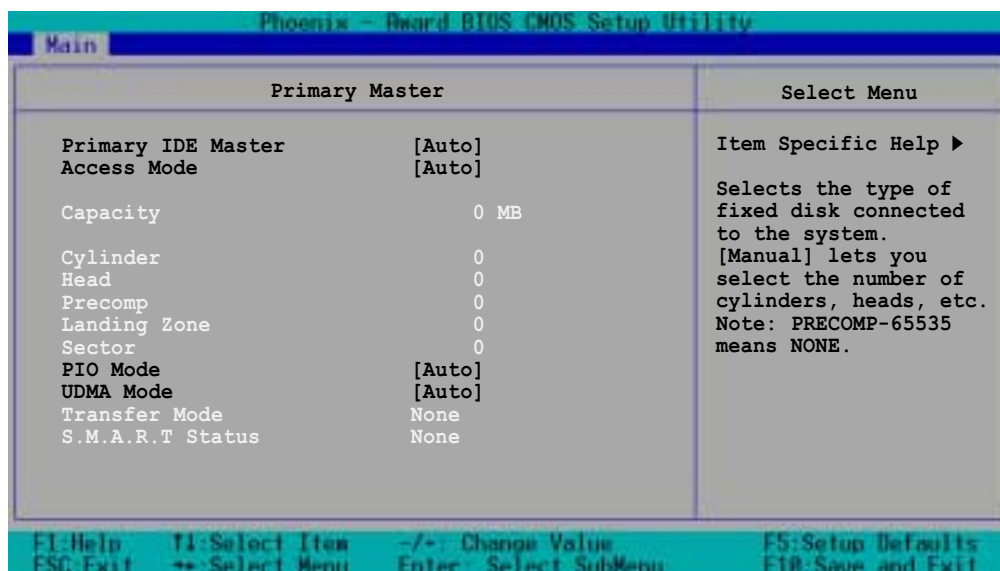 Phoenix - Award BIOS CMOS Setup Utility
Main
Primary Master
Select Menu
Primary IDE Master [Auto]
Access Mode [Auto]
Capacity 0 MB
Cylinder 0
Head 0
Precomp 0
Landing Zone 0
Sector 0
PIO Mode [Auto]
UDMA Mode [Auto]
Transfer Mode None
S.M.A.R.T Status None
Item Specific Help ▶
Selects the type of
fixed disk connected
to the system.
[Manual] lets you
select the number of
cylinders, heads, etc.
Note: PRECOMP-65535
means NONE.
F1:Help ↑↓:Select Item -/+: Change Value F5:Setup Defaults
ESC:Exit ↔:Select Menu Enter: Select SubMenu F10:Save and Exit